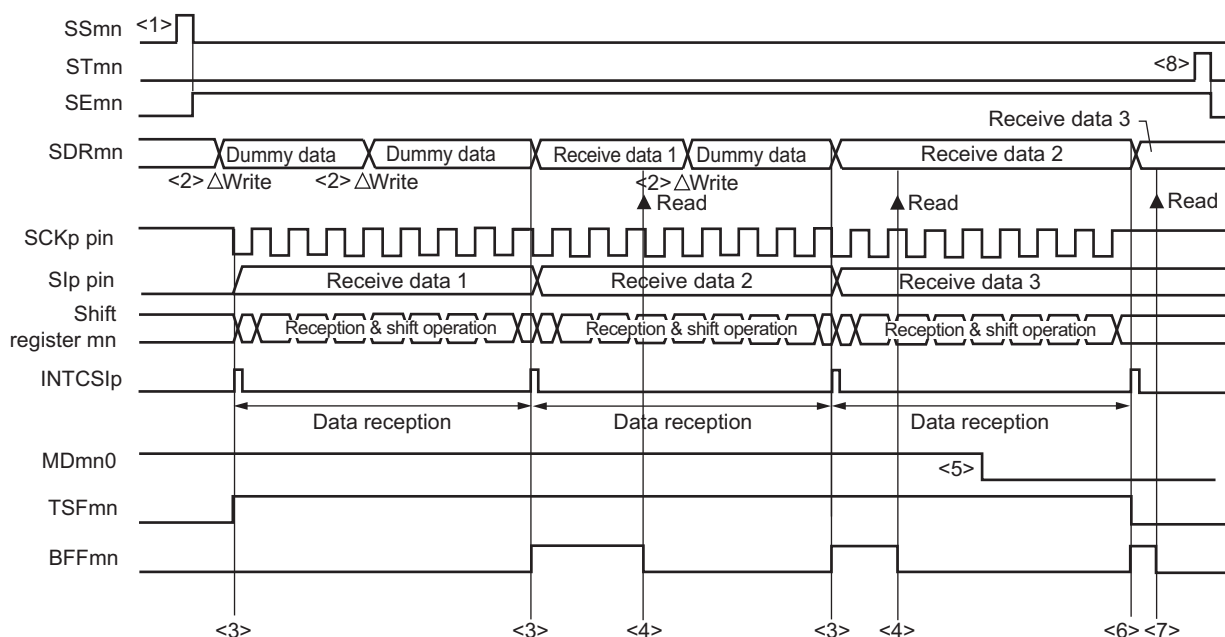 SSmn <1>
STmn <8>
SEmn
Receive data 3
SDRmn Dummy data Dummy data Receive data 1 Dummy data Receive data 2
<2> △Write <2> △Write <2> △Write
▲ Read ▲ Read ▲ Read
SCKp pin
SIp pin Receive data 1 Receive data 2 Receive data 3
Shift
register mn Reception & shift operation Reception & shift operation Reception & shift operation
INTCSIp
Data reception Data reception Data reception
MDmn0 <5>
TSFmn
BFFmn
<3> <3> <4> <3> <4> <6> <7>